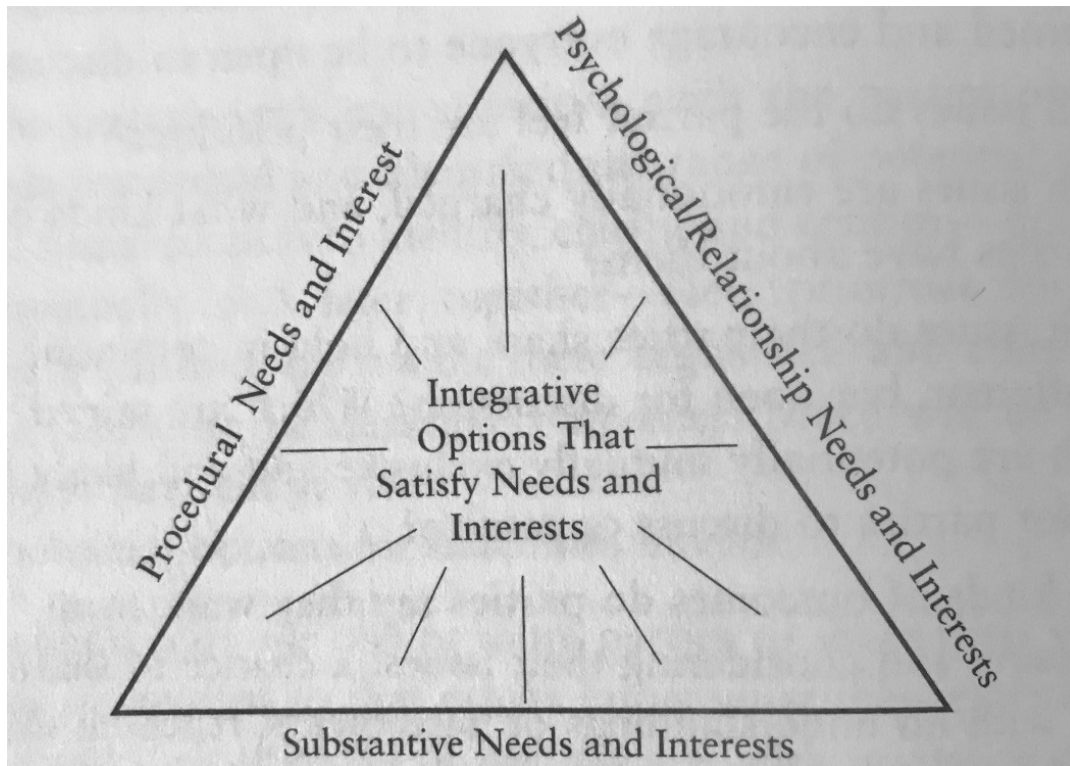 Procedural Needs and Interest
Psychological/Relationship Needs and Interests
Integrative
Options That
Satisfy Needs and
Interests
Substantive Needs and Interests